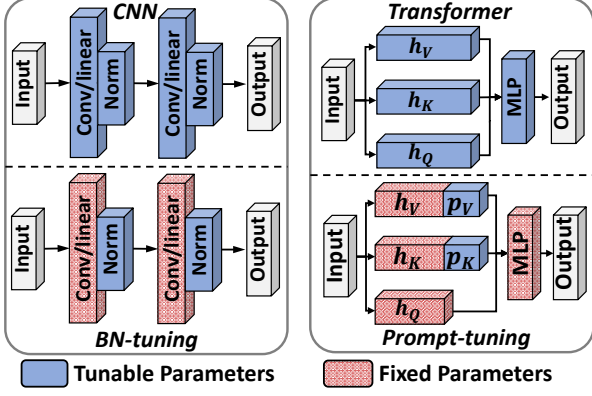 CNN
Input
Conv/linear
Norm
Conv/linear
Norm
Output
Input
Conv/linear
Norm
Conv/linear
Norm
Output
BN-tuning
Transformer
Input
h_V
h_K
h_Q
MLP
Output
Input
h_V p_V
h_K p_K
h_Q
MLP
Output
Prompt-tuning
Tunable Parameters
Fixed Parameters